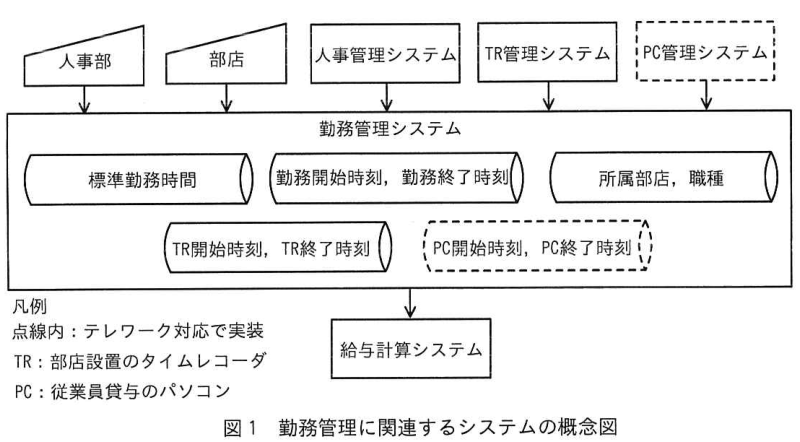 人事部
部店
人事管理システム
TR管理システム
PC管理システム
勤務管理システム
標準勤務時間
勤務開始時刻，勤務終了時刻
所属部店，職種
TR開始時刻，TR終了時刻
PC開始時刻，PC終了時刻
凡例
点線内：テレワーク対応で実装
TR：部店設置のタイムレコーダ
PC：従業員貸与のパソコン
給与計算システム
図1 勤務管理に関連するシステムの概念図